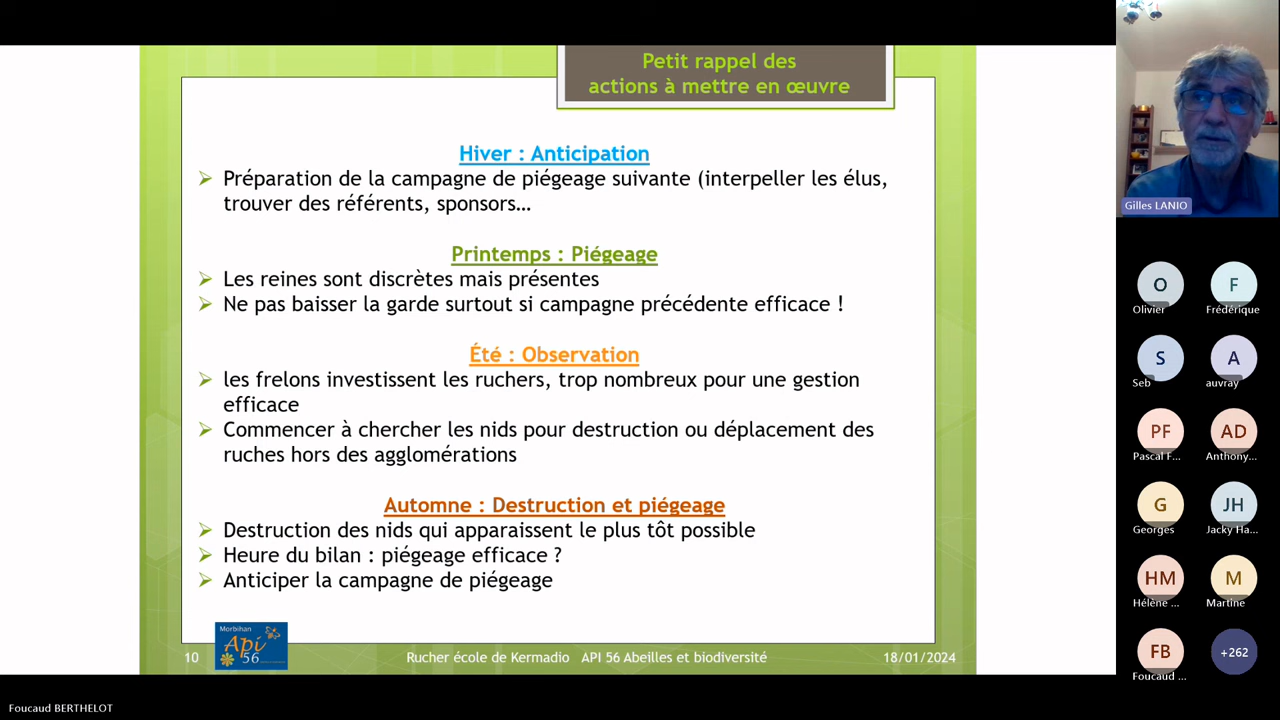 Petit rappel des
actions à mettre en œuvre
Hiver : Anticipation
Préparation de la campagne de piégeage suivante (interpeller les élus,
trouver des référents, sponsors…
Printemps : Piégeage
Les reines sont discrètes mais présentes
Ne pas baisser la garde surtout si campagne précédente efficace !
Été : Observation
les frelons investissent les ruchers, trop nombreux pour une gestion
efficace
Commencer à chercher les nids pour destruction ou déplacement des
ruches hors des agglomérations
Automne : Destruction et piégeage
Destruction des nids qui apparaissent le plus tôt possible
Heure du bilan : piégeage efficace ?
Anticiper la campagne de piégeage
Morbihan
Api
56
10
Rucher école de Kermadio API 56 Abeilles et biodiversité
18/01/2024
Gilles LANIO
O
Olivier
F
Frédérique
S
Seb
A
auvray
PF
Pascal F...
AD
Anthony...
G
Georges
JH
Jacky Ha...
HM
Hélène ...
M
Martine
FB
Foucaud ...
+262
Foucaud BERTHELOT